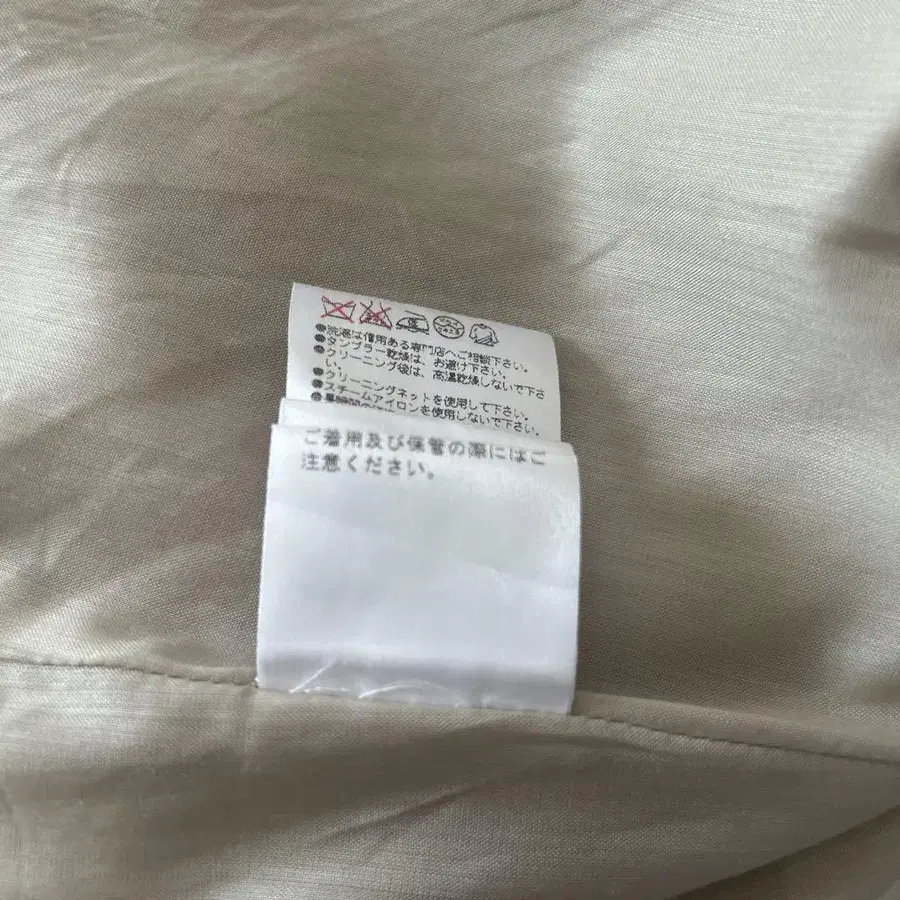 ●洗濯は信用ある専門店へご相談下さい。
●タンブラー乾燥は、お避け下さい。
●クリーニング後は、高温乾燥しないで下さ
い。
●クリーニングネットを使用して下さい。
●スチームアイロンを使用しないで下さい。
ご着用及び保管の際にはご
注意ください。